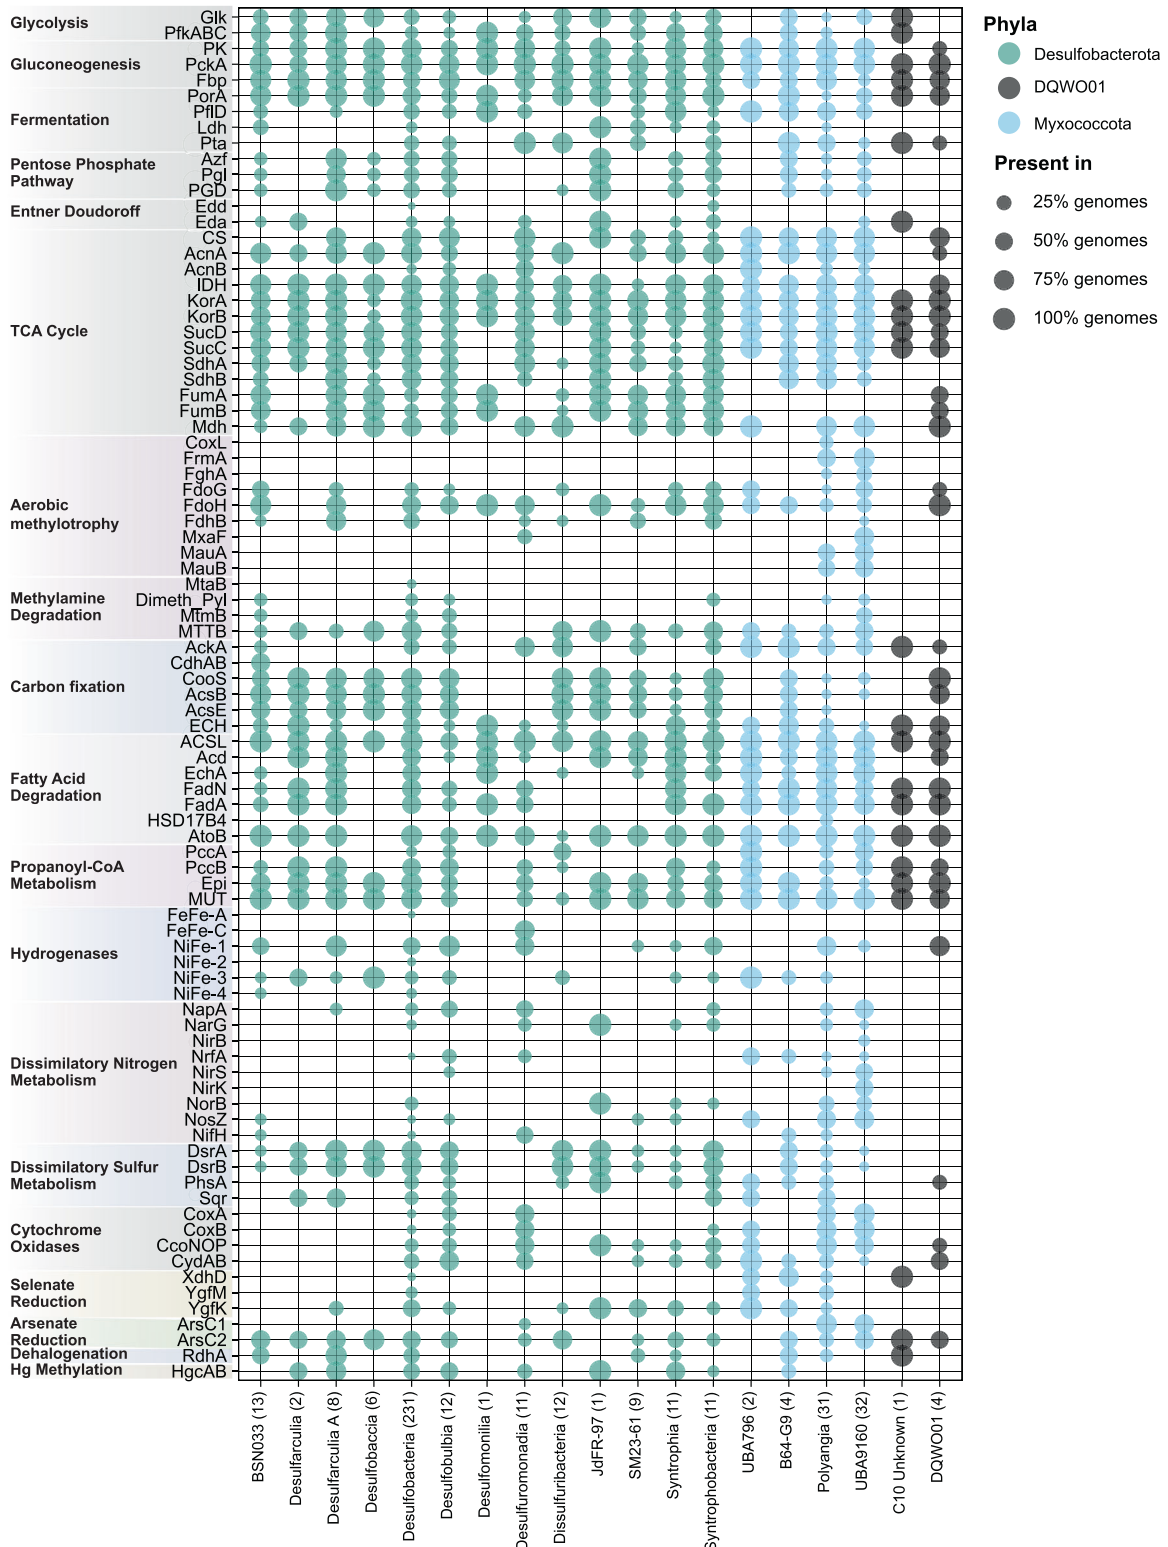 Glycolysis
Gluconeogenesis
Fermentation
Pentose Phosphate
Pathway
Entner Doudoroff
TCA Cycle
Aerobic
methylotrophy
Methylamine
Degradation
Carbon fixation
Fatty Acid
Degradation
Propanoyl-CoA
Metabolism
Hydrogenases
Dissimilatory Nitrogen
Metabolism
Dissimilatory Sulfur
Metabolism
Cytochrome
Oxidases
Selenate
Reduction
Arsenate
Reduction
Dehalogenation
Hg Methylation
Glk
PfkABC
PK
PckA
Fbp
PorA
PflD
Ldh
Pta
Azf
Pgl
PGD
Edd
Eda
CS
AcnA
AcnB
IDH
KorA
KorB
SucD
SucC
SdhA
SdhB
FumA
FumB
Mdh
CoxL
FrmA
FghA
FdoG
FdoH
FdhB
MxaF
MauA
MauB
MtaB
Dimeth_Pyl
MtmB
MTTB
AckA
CdhAB
CooS
AcsB
AcsE
ECH
ACSL
Acd
EchA
FadN
FadA
HSD17B4
AtoB
PccA
PccB
Epi
MUT
FeFe-A
FeFe-C
NiFe-1
NiFe-2
NiFe-3
NiFe-4
NapA
NarG
NirB
NrfA
NirS
NirK
NorB
NosZ
NifH
DsrA
DsrB
PhsA
Sqr
CoxA
CoxB
CcoNOP
CydAB
XdhD
YgfM
YgfK
ArsC1
ArsC2
RdhA
HgcAB
BSN033 (13)
Desulfarculia (2)
Desulfarculia A (8)
Desulfobaccia (6)
Desulfobacteria (231)
Desulfobulbia (12)
Desulfomonilia (1)
Desulfuromonadia (11)
Dissulfuribacteria (12)
JdFR-97 (1)
SM23-61 (9)
Syntrophia (11)
Syntrophobacteria (11)
UBA796 (2)
B64-G9 (4)
Polyangia (31)
UBA9160 (32)
C10 Unknown (1)
DQWO01 (4)
Phyla
Desulfobacterota
DQWO01
Myxococcota
Present in
25% genomes
50% genomes
75% genomes
100% genomes